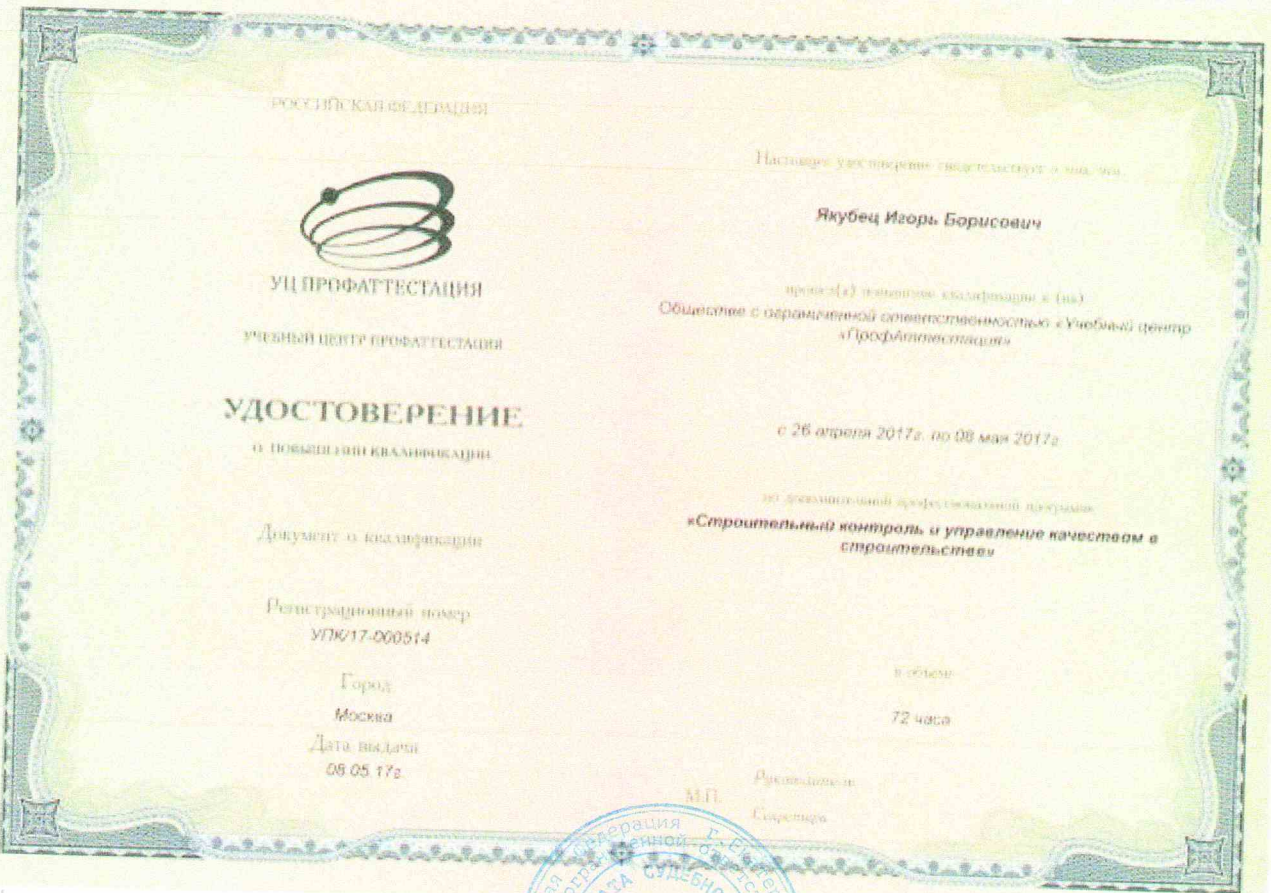 РОССИЙСКАЯ ФЕДЕРАЦИЯ
УЦ ПРОФАТТЕСТАЦИЯ
УЧЕБНЫЙ ЦЕНТР ПРОФАТТЕСТАЦИЯ
УДОСТОВЕРЕНИЕ
О ПОВЫШЕНИИ КВАЛИФИКАЦИИ
Документ о квалификации
Регистрационный номер
УПК/17-000514
Город
Москва
Дата выдачи
08.05.17г.
Настоящее удостоверение свидетельствует о том, что
Якубец Игорь Борисович
прошел(а) повышение квалификации в (на)
Обществе с ограниченной ответственностью «Учебный центр
«ПрофАттестация»
с 26 апреля 2017г. по 08 мая 2017г.
по дополнительной профессиональной программе
«Строительный контроль и управление качеством в
строительстве»
в объеме
72 часа
Руководитель
М.П.
Секретарь